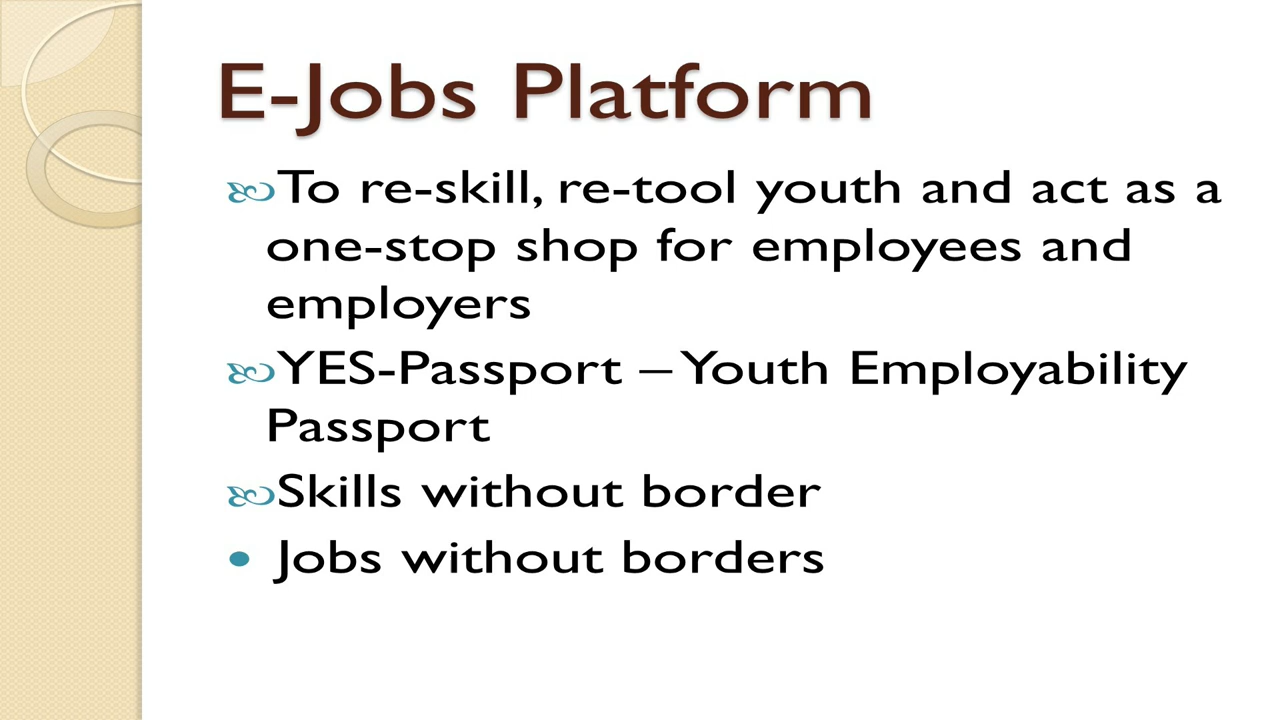 E-Jobs Platform
To re-skill, re-tool youth and act as a
one-stop shop for employees and
employers
YES-Passport – Youth Employability
Passport
Skills without border
• Jobs without borders